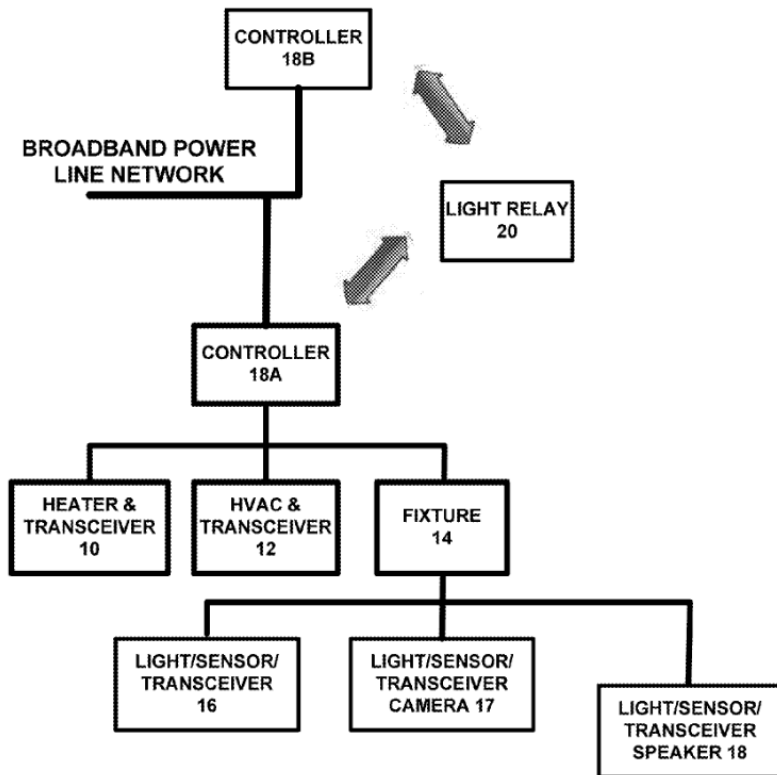 CONTROLLER
18B
BROADBAND POWER
LINE NETWORK
LIGHT RELAY
20
CONTROLLER
18A
HEATER &
TRANSCEIVER
10
HVAC &
TRANSCEIVER
12
FIXTURE
14
LIGHT/SENSOR/
TRANSCEIVER
16
LIGHT/SENSOR/
TRANSCEIVER
CAMERA 17
LIGHT/SENSOR/
TRANSCEIVER
SPEAKER 18